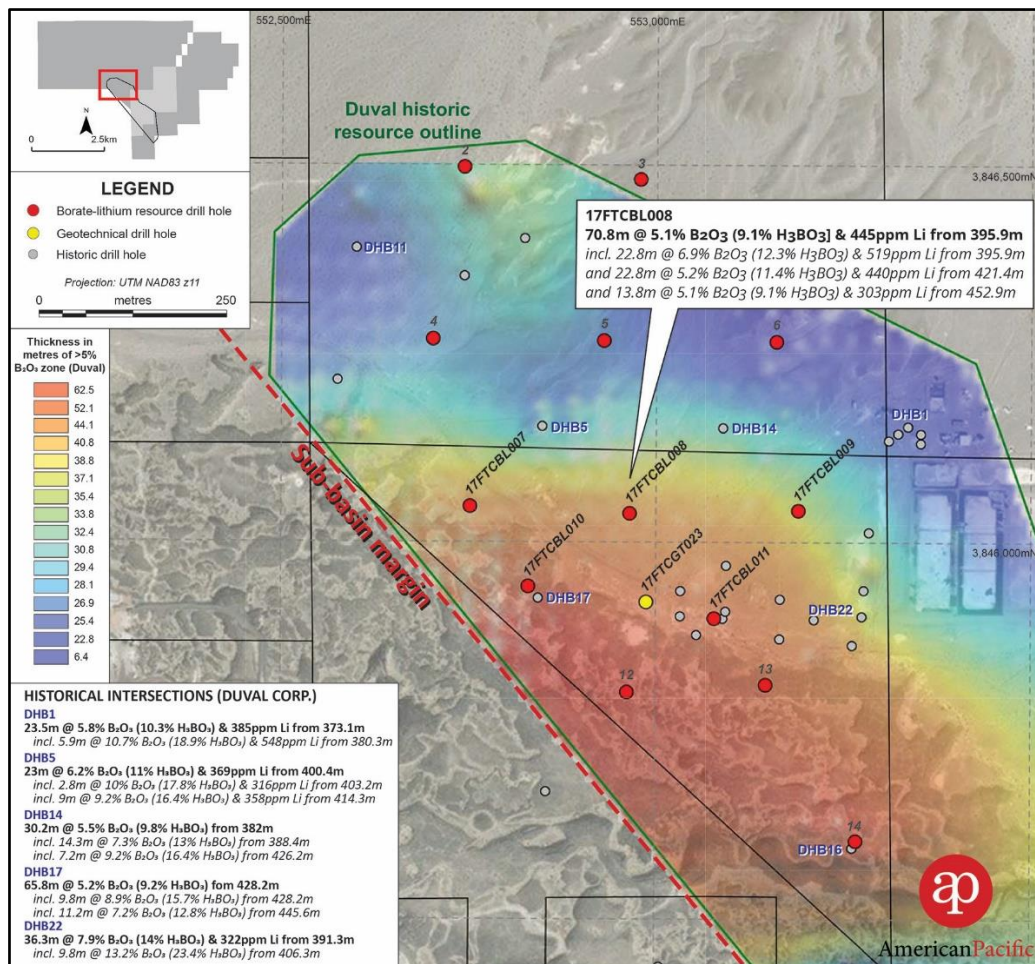 552,500mE
553,000mE
N
0 2.5km
LEGEND
Borate-lithium resource drill hole
Geotechnical drill hole
Historic drill hole
Projection: UTM NAD83 z11
metres
0 250
Thickness in
metres of >5%
B₂O₃ zone (Duval)
62.5
52.1
44.1
40.8
38.8
37.1
35.4
33.8
32.4
30.8
29.4
28.1
26.9
25.4
22.8
6.4
Duval historic
resource outline
2
3
3,846,500mN
DHB11
17FTCBL008
70.8m @ 5.1% B₂O₃ (9.1% H₃BO₃] & 445ppm Li from 395.9m
incl. 22.8m @ 6.9% B₂O₃ (12.3% H₃BO₃) & 519ppm Li from 395.9m
and 22.8m @ 5.2% B₂O₃ (11.4% H₃BO₃) & 440ppm Li from 421.4m
and 13.8m @ 5.1% B₂O₃ (9.1% H₃BO₃) & 303ppm Li from 452.9m
4
5
6
DHB5
DHB14
DHB1
Sub-basin margin
17FTCBL007
17FTCBL008
17FTCBL009
3,846,000mN
17FTCBL010
17FTCGT023
17FTCBL011
DHB17
DHB22
12
13
14
DHB16
HISTORICAL INTERSECTIONS (DUVAL CORP.)
DHB1
23.5m @ 5.8% B₂O₃ (10.3% H₃BO₃) & 385ppm Li from 373.1m
incl. 5.9m @ 10.7% B₂O₃ (18.9% H₃BO₃) & 548ppm Li from 380.3m
DHB5
23m @ 6.2% B₂O₃ (11% H₃BO₃) & 369ppm Li from 400.4m
incl. 2.8m @ 10% B₂O₃ (17.8% H₃BO₃) & 316ppm Li from 403.2m
incl. 9m @ 9.2% B₂O₃ (16.4% H₃BO₃) & 358ppm Li from 414.3m
DHB14
30.2m @ 5.5% B₂O₃ (9.8% H₃BO₃) from 382m
incl. 14.3m @ 7.3% B₂O₃ (13% H₃BO₃) from 388.4m
incl. 7.2m @ 9.2% B₂O₃ (16.4% H₃BO₃) from 426.2m
DHB17
65.8m @ 5.2% B₂O₃ (9.2% H₃BO₃) fom 428.2m
incl. 9.8m @ 8.9% B₂O₃ (15.7% H₃BO₃) from 428.2m
incl. 11.2m @ 7.2% B₂O₃ (12.8% H₃BO₃) from 445.6m
DHB22
36.3m @ 7.9% B₂O₃ (14% H₃BO₃) & 322ppm Li from 391.3m
incl. 9.8m @ 13.2% B₂O₃ (23.4% H₃BO₃) from 406.3m
ap
AmericanPacific